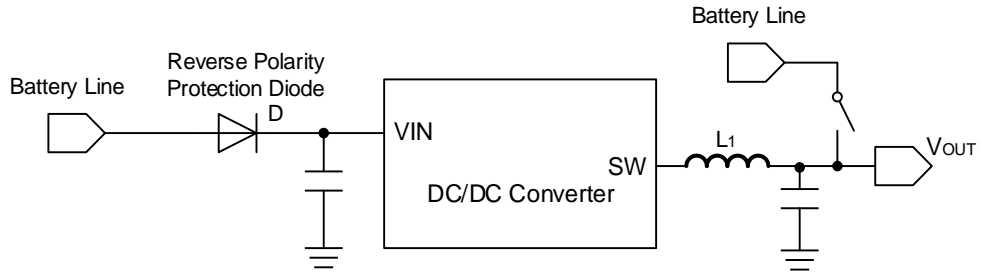 Battery Line
Reverse Polarity
Protection Diode
D
Battery Line
VIN
SW
DC/DC Converter
L1
VOUT